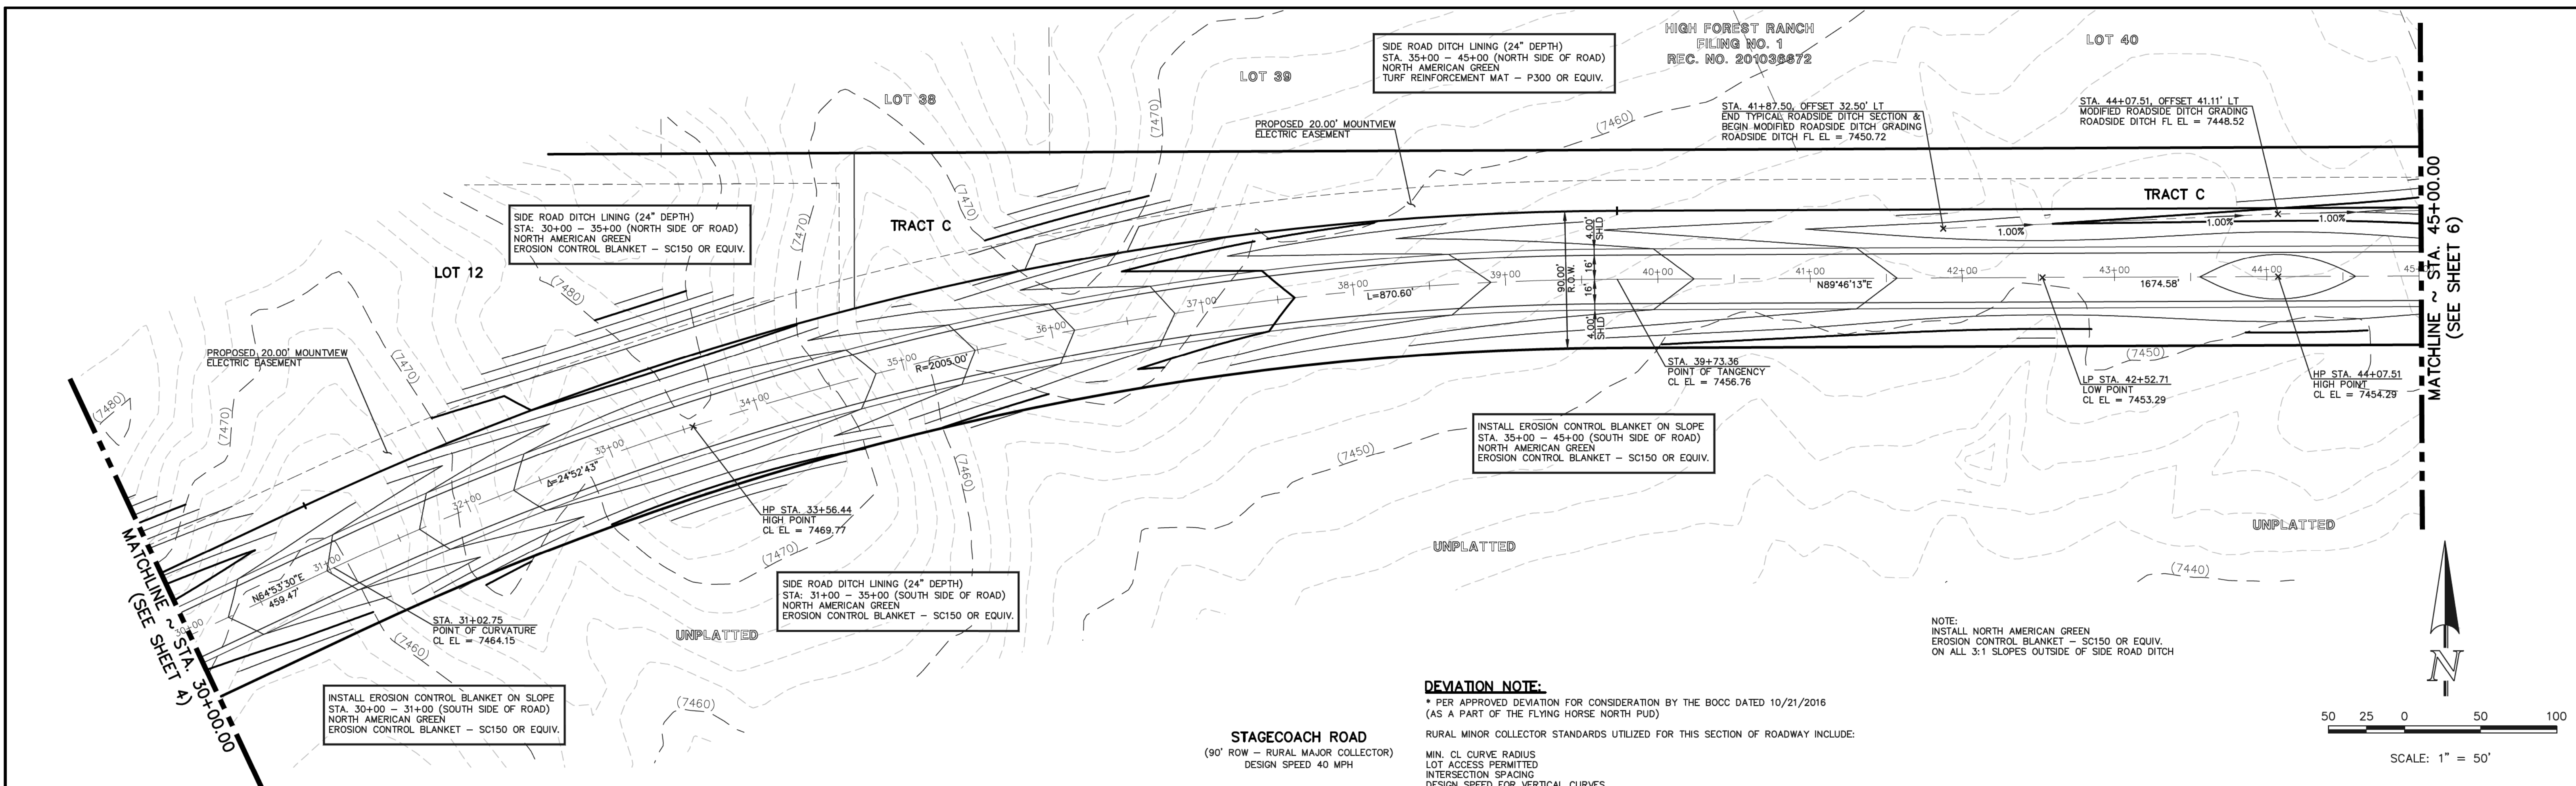 HIGH FOREST RANCH
FILING NO. 1
REC. NO. 201036672
LOT 40
LOT 39
LOT 38
SIDE ROAD DITCH LINING (24" DEPTH)
STA. 35+00 – 45+00 (NORTH SIDE OF ROAD)
NORTH AMERICAN GREEN
TURF REINFORCEMENT MAT – P300 OR EQUIV.
STA. 41+87.50, OFFSET 32.50' LT
END TYPICAL ROADSIDE DITCH SECTION &
BEGIN MODIFIED ROADSIDE DITCH GRADING
ROADSIDE DITCH FL EL = 7450.72
STA. 44+07.51, OFFSET 41.11' LT
MODIFIED ROADSIDE DITCH GRADING
ROADSIDE DITCH FL EL = 7448.52
PROPOSED 20.00' MOUNTVIEW
ELECTRIC EASEMENT
(7470)
(7460)
SIDE ROAD DITCH LINING (24" DEPTH)
STA: 30+00 – 35+00 (NORTH SIDE OF ROAD)
NORTH AMERICAN GREEN
EROSION CONTROL BLANKET – SC150 OR EQUIV.
TRACT C
TRACT C
LOT 12
(7470)
(7470)
(7480)
1.00%
1.00%
1.00%
4.00'
SHLD
16'
16'
4.00'
SHLD
90.00'
R.O.W.
30+00
31+00
32+00
33+00
34+00
35+00
36+00
37+00
38+00
39+00
40+00
41+00
42+00
43+00
44+00
45+
N64°53'30"E
459.47'
Δ=24°52'43"
R=2005.00'
L=870.60'
N89°46'13"E
1674.58'
MATCHLINE ~ STA. 45+00.00
(SEE SHEET 6)
PROPOSED 20.00' MOUNTVIEW
ELECTRIC EASEMENT
(7480)
(7470)
(7470)
STA. 39+73.36
POINT OF TANGENCY
CL EL = 7456.76
(7450)
LP STA. 42+52.71
LOW POINT
CL EL = 7453.29
HP STA. 44+07.51
HIGH POINT
CL EL = 7454.29
INSTALL EROSION CONTROL BLANKET ON SLOPE
STA. 35+00 – 45+00 (SOUTH SIDE OF ROAD)
NORTH AMERICAN GREEN
EROSION CONTROL BLANKET – SC150 OR EQUIV.
(7450)
(7460)
HP STA. 33+56.44
HIGH POINT
CL EL = 7469.77
(7470)
UNPLATTED
UNPLATTED
(7440)
MATCHLINE ~ STA. 30+00.00
(SEE SHEET 4)
STA. 31+02.75
POINT OF CURVATURE
CL EL = 7464.15
(7460)
UNPLATTED
SIDE ROAD DITCH LINING (24" DEPTH)
STA: 31+00 – 35+00 (SOUTH SIDE OF ROAD)
NORTH AMERICAN GREEN
EROSION CONTROL BLANKET – SC150 OR EQUIV.
NOTE:
INSTALL NORTH AMERICAN GREEN
EROSION CONTROL BLANKET – SC150 OR EQUIV.
ON ALL 3:1 SLOPES OUTSIDE OF SIDE ROAD DITCH
N
INSTALL EROSION CONTROL BLANKET ON SLOPE
STA. 30+00 – 31+00 (SOUTH SIDE OF ROAD)
NORTH AMERICAN GREEN
EROSION CONTROL BLANKET – SC150 OR EQUIV.
(7460)
STAGECOACH ROAD
(90' ROW – RURAL MAJOR COLLECTOR)
DESIGN SPEED 40 MPH
DEVIATION NOTE:
* PER APPROVED DEVIATION FOR CONSIDERATION BY THE BOCC DATED 10/21/2016
(AS A PART OF THE FLYING HORSE NORTH PUD)
RURAL MINOR COLLECTOR STANDARDS UTILIZED FOR THIS SECTION OF ROADWAY INCLUDE:
MIN. CL CURVE RADIUS
LOT ACCESS PERMITTED
INTERSECTION SPACING
DESIGN SPEED FOR VERTICAL CURVES
50 25 0 50 100
SCALE: 1" = 50'